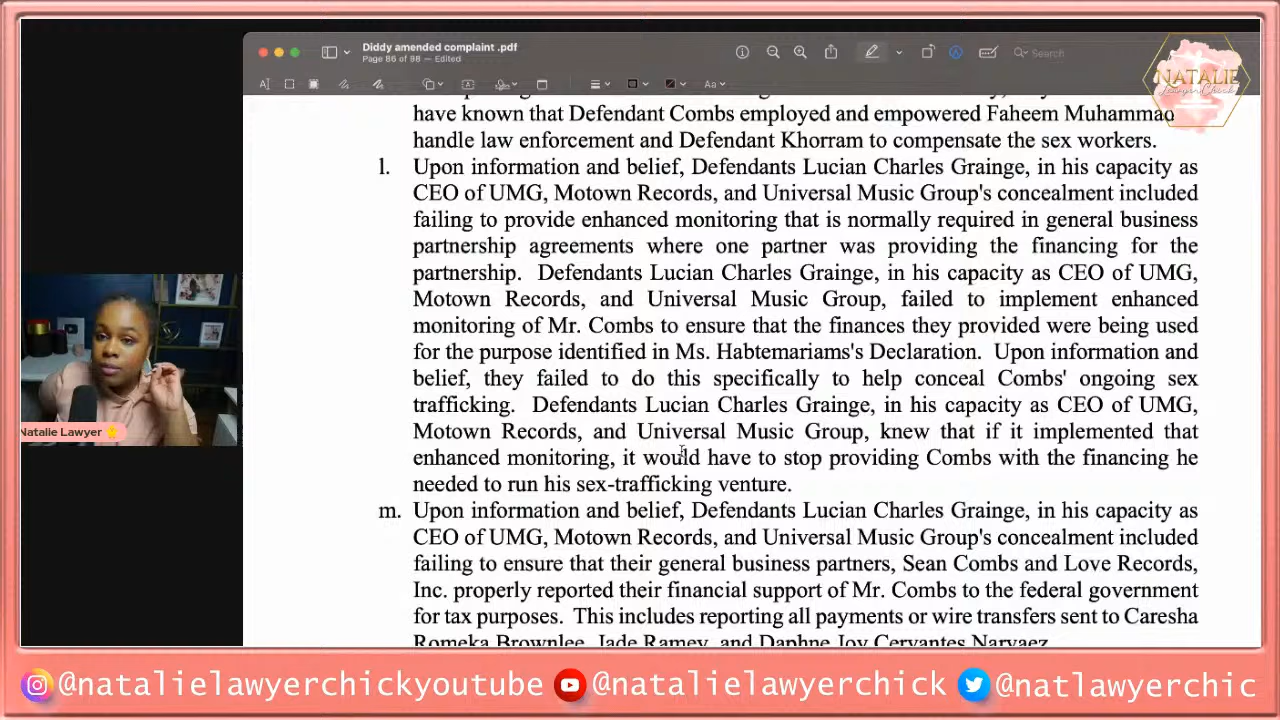 Diddy amended complaint .pdf
Page 86 of 98 — Edited
Search
NATALIE
Lawyer Chick
have known that Defendant Combs employed and empowered Faheem Muhammad
handle law enforcement and Defendant Khorram to compensate the sex workers.
l. Upon information and belief, Defendants Lucian Charles Grainge, in his capacity as
CEO of UMG, Motown Records, and Universal Music Group's concealment included
failing to provide enhanced monitoring that is normally required in general business
partnership agreements where one partner was providing the financing for the
partnership. Defendants Lucian Charles Grainge, in his capacity as CEO of UMG,
Motown Records, and Universal Music Group, failed to implement enhanced
monitoring of Mr. Combs to ensure that the finances they provided were being used
for the purpose identified in Ms. Habtemariams's Declaration. Upon information and
belief, they failed to do this specifically to help conceal Combs' ongoing sex
trafficking. Defendants Lucian Charles Grainge, in his capacity as CEO of UMG,
Motown Records, and Universal Music Group, knew that if it implemented that
enhanced monitoring, it would have to stop providing Combs with the financing he
needed to run his sex-trafficking venture.
m. Upon information and belief, Defendants Lucian Charles Grainge, in his capacity as
CEO of UMG, Motown Records, and Universal Music Group's concealment included
failing to ensure that their general business partners, Sean Combs and Love Records,
Inc. properly reported their financial support of Mr. Combs to the federal government
for tax purposes. This includes reporting all payments or wire transfers sent to Caresha
Romeka Brownlee, Jade Ramey, and Daphne Joy Cervantes Narvaez
Natalie Lawyer
@natalielawyerchickyoutube @natalielawyerchick @natlawyerchic